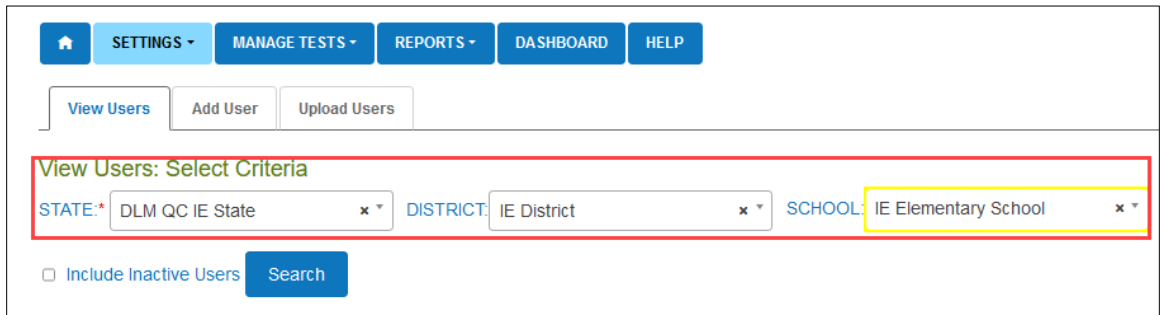 SETTINGS MANAGE TESTS REPORTS DASHBOARD HELP
View Users Add User Upload Users
View Users: Select Criteria
STATE:* DLM QC IE State × DISTRICT: IE District × SCHOOL: IE Elementary School ×
Include Inactive Users Search